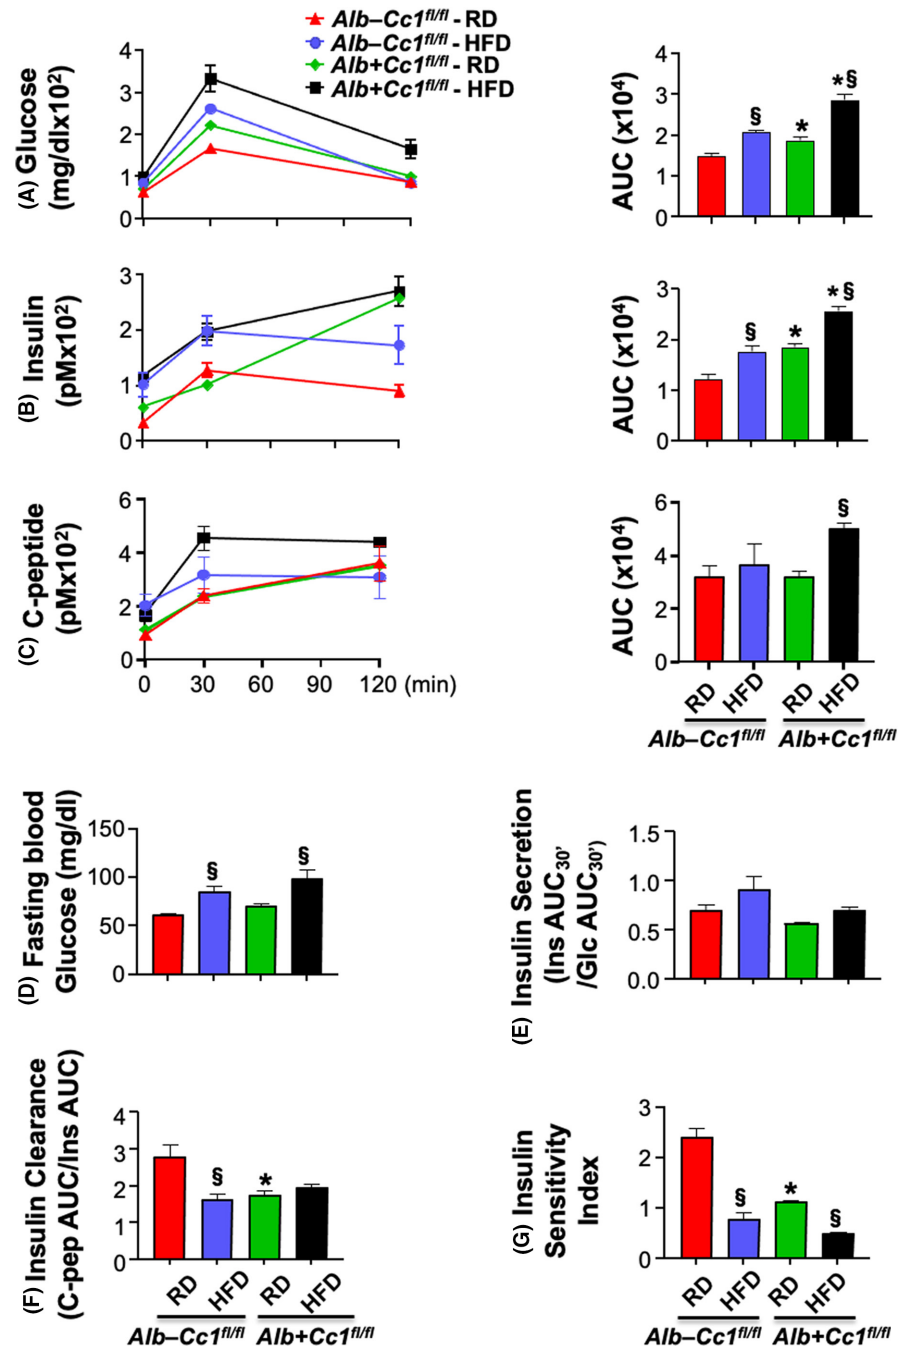 Alb–Cc1fl/fl - RD
Alb–Cc1fl/fl - HFD
Alb+Cc1fl/fl - RD
Alb+Cc1fl/fl - HFD
(A) Glucose
(mg/dlx10²)
4
3
2
1
0
AUC (x10⁴)
4
3
2
1
0
§
*
*§
(B) Insulin
(pMx10²)
3
2
1
0
AUC (x10⁴)
3
2
1
0
§
*
*§
(C) C-peptide
(pMx10²)
6
4
2
0
0 30 60 90 120 (min)
AUC (x10⁴)
6
4
2
0
§
RD HFD RD HFD
Alb–Cc1fl/fl Alb+Cc1fl/fl
(D) Fasting blood
Glucose (mg/dl)
150
100
50
0
§
§
(E) Insulin Secretion
(Ins AUC30'
/Glc AUC30')
1.5
1.0
0.5
0.0
(F) Insulin Clearance
(C-pep AUC/Ins AUC)
4
3
2
1
0
§
*
RD HFD RD HFD
Alb–Cc1fl/fl Alb+Cc1fl/fl
(G) Insulin
Sensitivity
Index
3
2
1
0
§
*
§
RD HFD RD HFD
Alb–Cc1fl/fl Alb+Cc1fl/fl